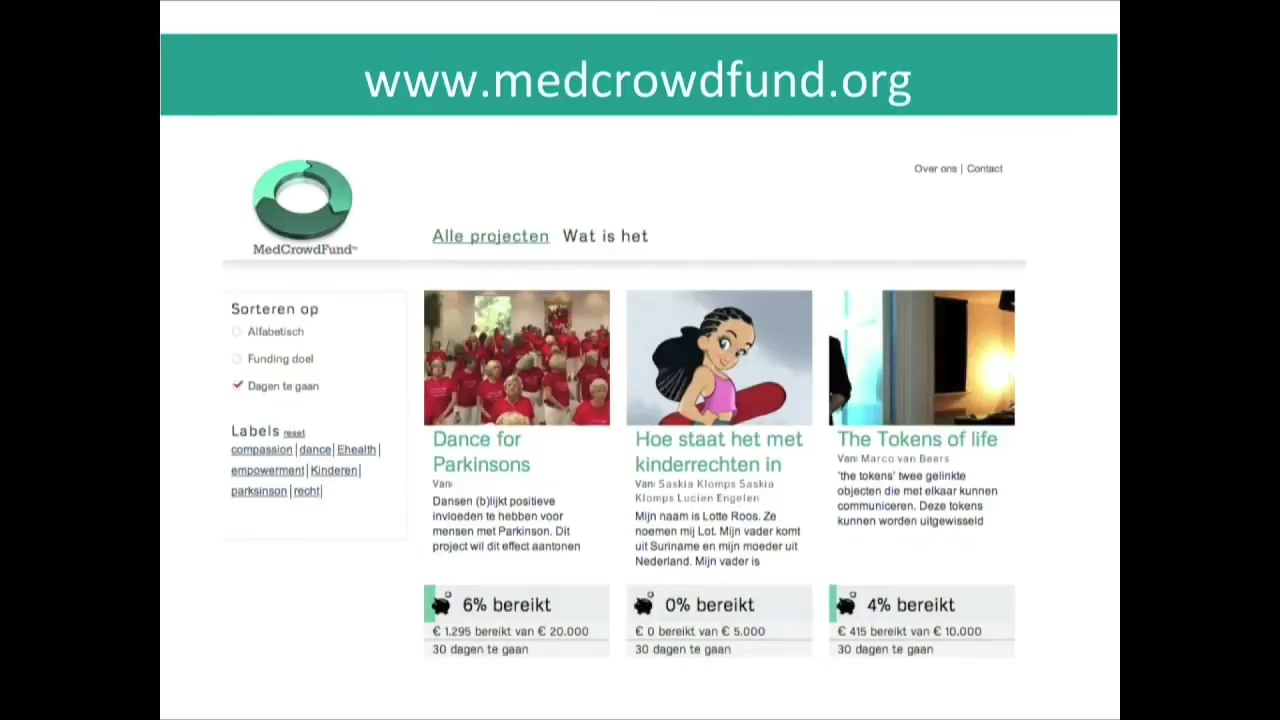 www.medcrowdfund.org
Over ons | Contact
MedCrowdFund™
Alle projecten Wat is het
Sorteren op
Alfabetisch
Funding doel
Dagen te gaan
Labels reset
compassion | dance | Ehealth |
empowerment | Kinderen |
parksinson | recht |
Dance for
Parkinsons
Van:
Dansen (b)lijkt positieve
invloeden te hebben voor
mensen met Parkinson. Dit
project wil dit effect aantonen
6% bereikt
€ 1.295 bereikt van € 20.000
30 dagen te gaan
Hoe staat het met
kinderrechten in
Van: Saskia Klomps Saskia
Klomps Lucien Engelen
Mijn naam is Lotte Roos. Ze
noemen mij Lot. Mijn vader komt
uit Suriname en mijn moeder uit
Nederland. Mijn vader is
0% bereikt
€ 0 bereikt van € 5.000
30 dagen te gaan
The Tokens of life
Van: Marco van Beers
'the tokens' twee gelinkte
objecten die met elkaar kunnen
communiceren. Deze tokens
kunnen worden uitgewisseld
4% bereikt
€ 415 bereikt van € 10.000
30 dagen te gaan